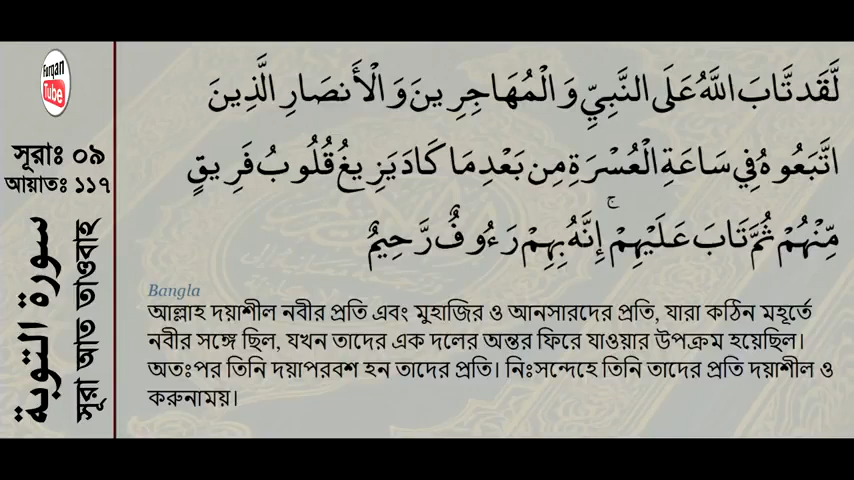 Furqan
Tube
সূরাঃ ০৯
আয়াতঃ ১১৭
سورة التوبة
সূরা আত তাওবাহ
لَّقَد تَّابَ اللَّهُ عَلَى النَّبِيِّ وَالْمُهَاجِرِينَ وَالْأَنصَارِ الَّذِينَ
اتَّبَعُوهُ فِي سَاعَةِ الْعُسْرَةِ مِن بَعْدِ مَا كَادَ يَزِيغُ قُلُوبُ فَرِيقٍ
مِّنْهُمْ ثُمَّ تَابَ عَلَيْهِمْ ۚ إِنَّهُ بِهِمْ رَءُوفٌ رَّحِيمٌ
Bangla
আল্লাহ দয়াশীল নবীর প্রতি এবং মুহাজির ও আনসারদের প্রতি, যারা কঠিন মহূর্তে
নবীর সঙ্গে ছিল, যখন তাদের এক দলের অন্তর ফিরে যাওয়ার উপক্রম হয়েছিল।
অতঃপর তিনি দয়াপরবশ হন তাদের প্রতি। নিঃসন্দেহে তিনি তাদের প্রতি দয়াশীল ও
করুনাময়।